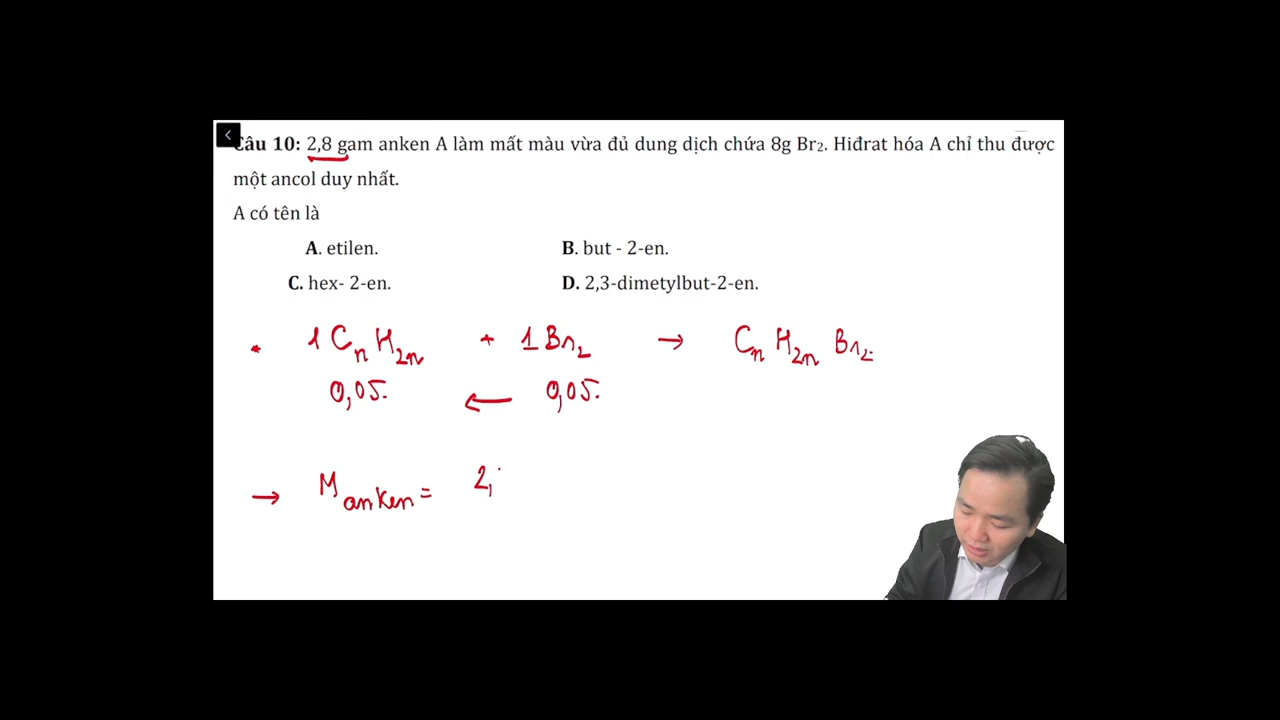 Câu 10: 2,8 gam anken A làm mất màu vừa đủ dung dịch chứa 8g Br₂. Hiđrat hóa A chỉ thu được
một ancol duy nhất.
A có tên là
A. etilen. B. but - 2-en.
C. hex- 2-en. D. 2,3-dimetylbut-2-en.
1 CnH2n + 1 Br2 → CnH2nBr2
0,05. ← 0,05.
→ M anken = 2,